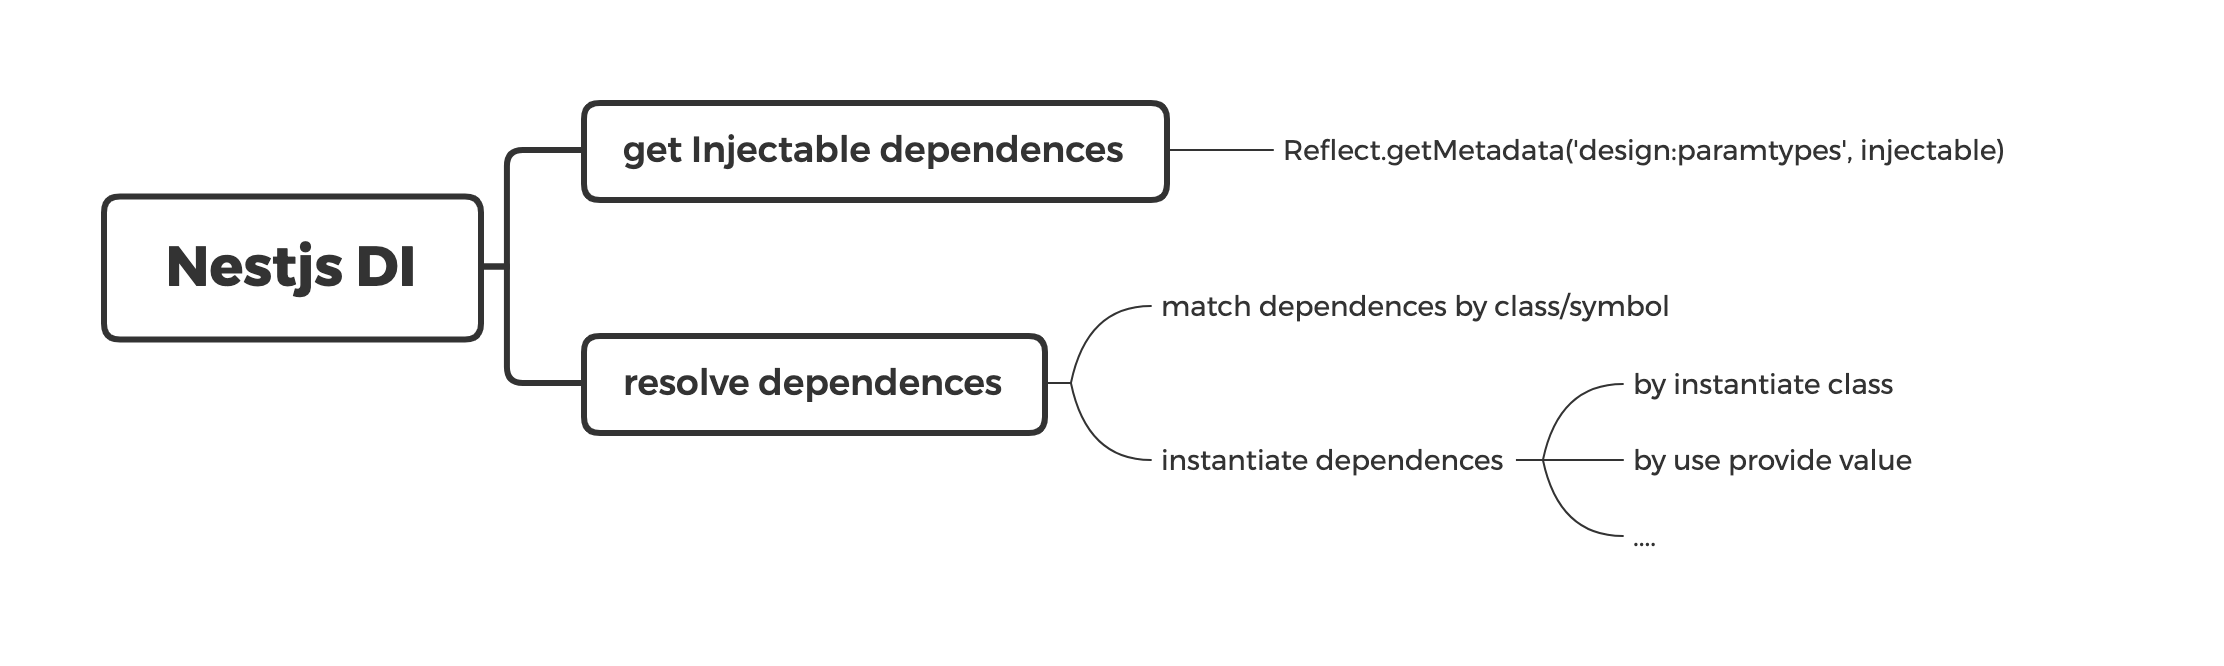 Nestjs DI
get Injectable dependences
Reflect.getMetadata('design:paramtypes', injectable)
resolve dependences
match dependences by class/symbol
instantiate dependences
by instantiate class
by use provide value
....